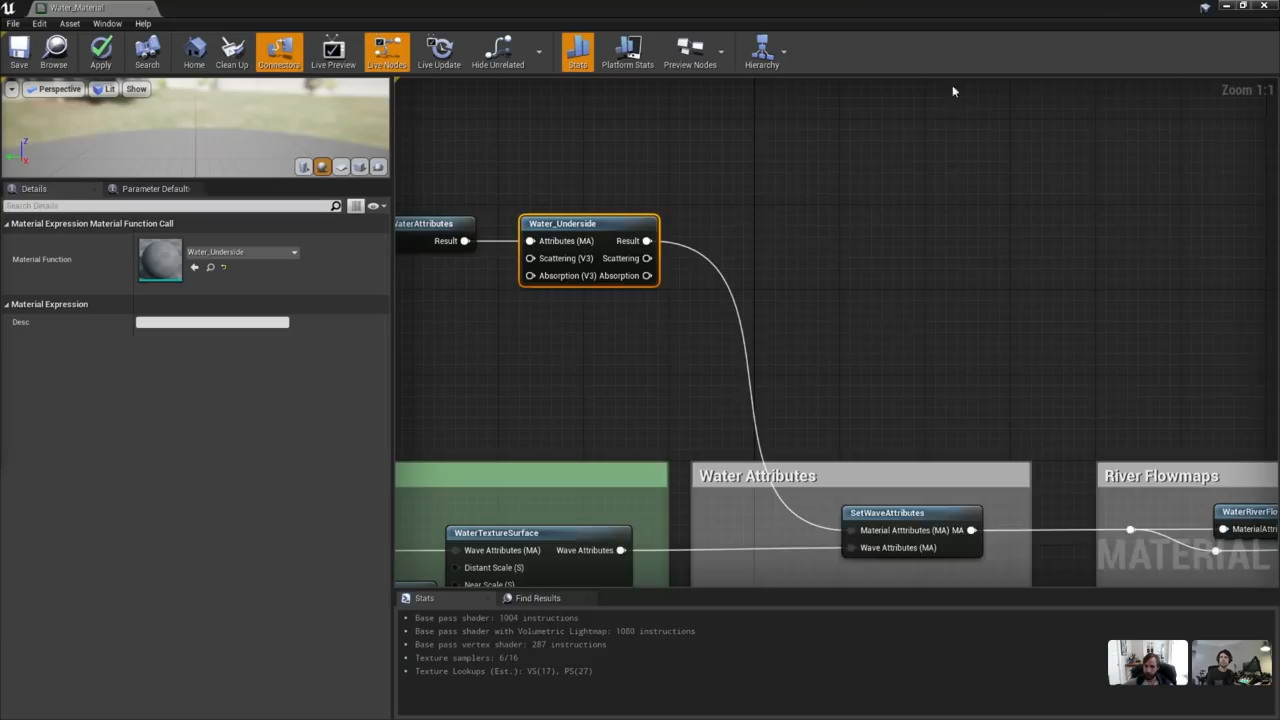 Water_Material
File Edit Asset Window Help
Save Browse Apply Search Home Clean Up Connectors Live Preview Live Nodes Live Update Hide Unrelated Stats Platform Stats Preview Nodes Hierarchy
Perspective Lit Show
Zoom 1:1
Z
X
Details Parameter Default:
Search Details
Material Expression Material Function Call
Material Function Water_Underside
Material Expression
Desc
Result
Water_Underside
Attributes (MA) Result
Scattering (V3) Scattering
Absorption (V3) Absorption
Water Attributes
River Flowmaps
WaterTextureSurface
Wave Attributes (MA) Wave Attributes
Distant Scale (S)
Near Scale (S)
SetWaveAttributes
Material Atttributes (MA) MA
Wave Attributes (MA)
WaterRiverFlo
MaterialAttri
MATERIAL
Stats Find Results
Base pass shader: 1004 instructions
Base pass shader with Volumetric Lightmap: 1080 instructions
Base pass vertex shader: 287 instructions
Texture samplers: 6/16
Texture Lookups (Est.): VS(17), PS(27)